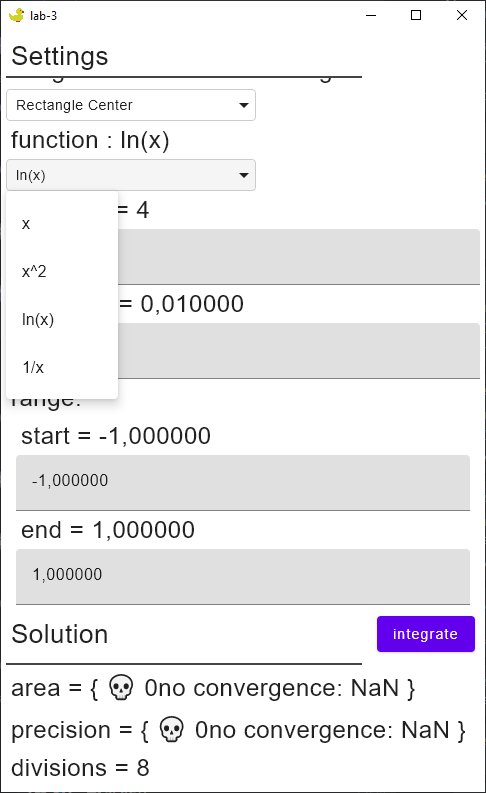 lab-3
Settings
Rectangle Center
function : ln(x)
ln(x)
= 4
x
x^2
= 0,010000
ln(x)
1/x
range:
start = -1,000000
-1,000000
end = 1,000000
1,000000
Solution
integrate
area = { 💀 0no convergence: NaN }
precision = { 💀 0no convergence: NaN }
divisions = 8